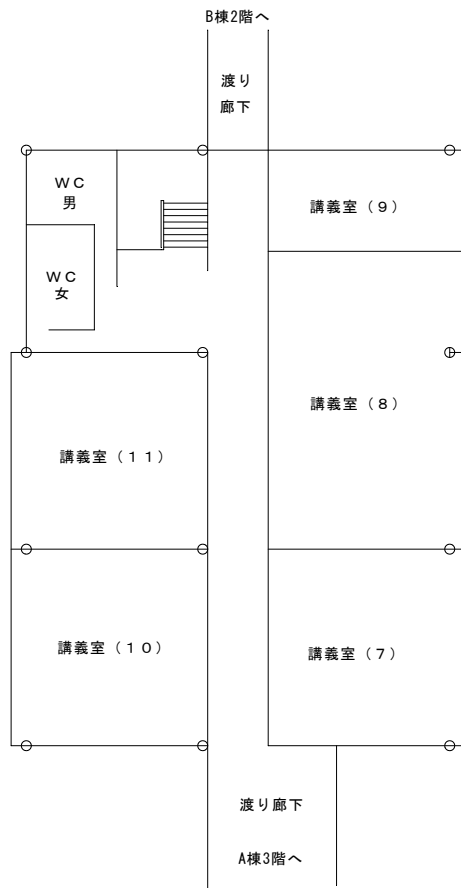 B棟2階へ
渡り
廊下
WC
男
講義室（9）
WC
女
講義室（8）
講義室（11）
講義室（10）
講義室（7）
渡り廊下
A棟3階へ